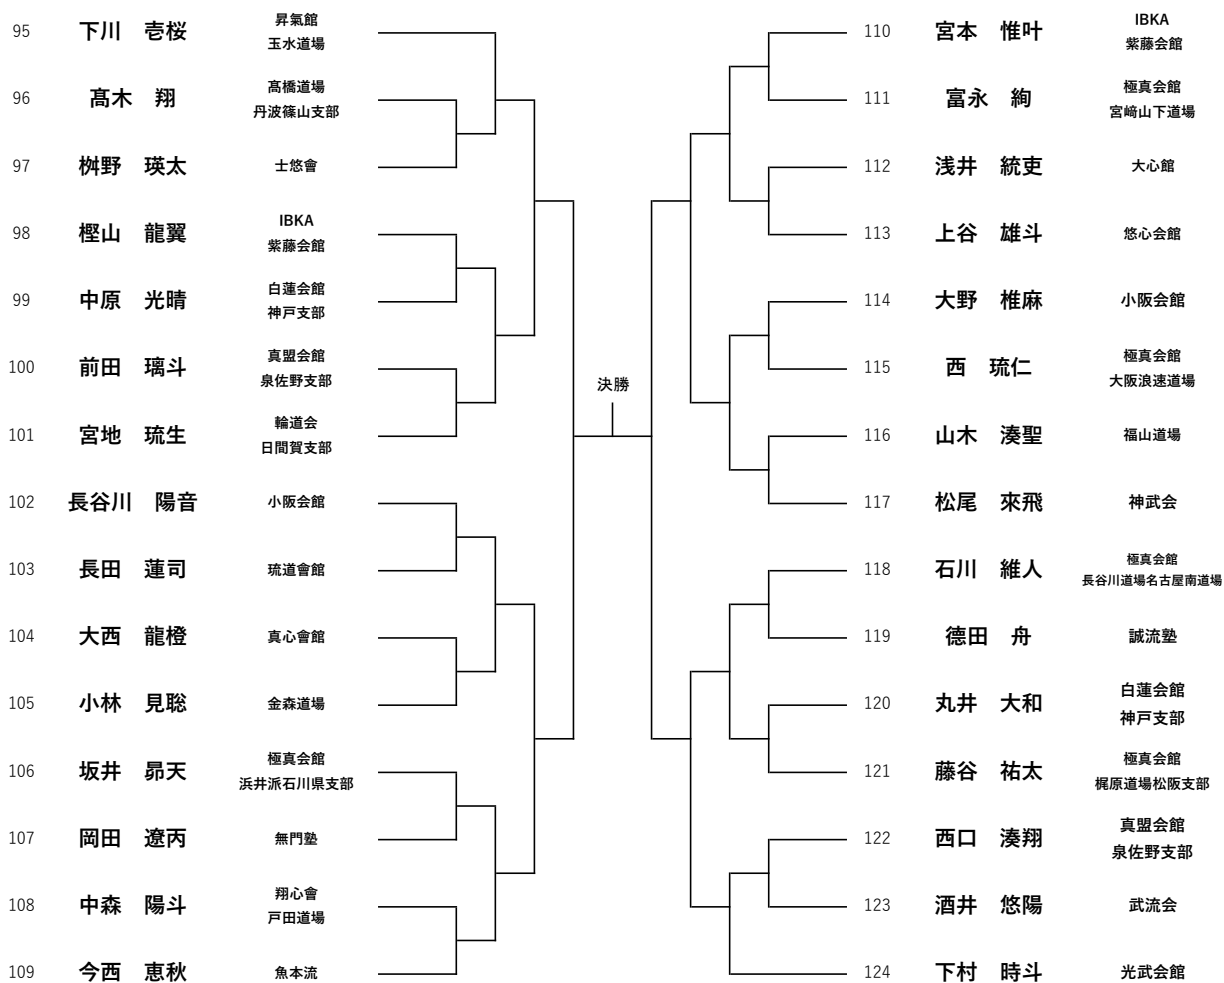 95 下川　壱桜 昇氣館
玉水道場
96 髙木　翔 髙橋道場
丹波篠山支部
97 桝野　瑛太 士悠會
98 樫山　龍翼 IBKA
紫藤会館
99 中原　光晴 白蓮会館
神戸支部
100 前田　璃斗 真盟会館
泉佐野支部
101 宮地　琉生 輪道会
日間賀支部
102 長谷川　陽音 小阪会館
103 長田　蓮司 琉道會館
104 大西　龍橙 真心會館
105 小林　見聡 金森道場
106 坂井　昴天 極真会館
浜井派石川県支部
107 岡田　遼丙 無門塾
108 中森　陽斗 翔心會
戸田道場
109 今西　恵秋 魚本流
決勝
110 宮本　惟叶 IBKA
紫藤会館
111 富永　絢 極真会館
宮﨑山下道場
112 浅井　統吏 大心館
113 上谷　雄斗 悠心会館
114 大野　椎麻 小阪会館
115 西　琉仁 極真会館
大阪浪速道場
116 山木　湊聖 福山道場
117 松尾　來飛 神武会
118 石川　維人 極真会館
長谷川道場名古屋南道場
119 德田　舟 誠流塾
120 丸井　大和 白蓮会館
神戸支部
121 藤谷　祐太 極真会館
梶原道場松阪支部
122 西口　湊翔 真盟会館
泉佐野支部
123 酒井　悠陽 武流会
124 下村　時斗 光武会館